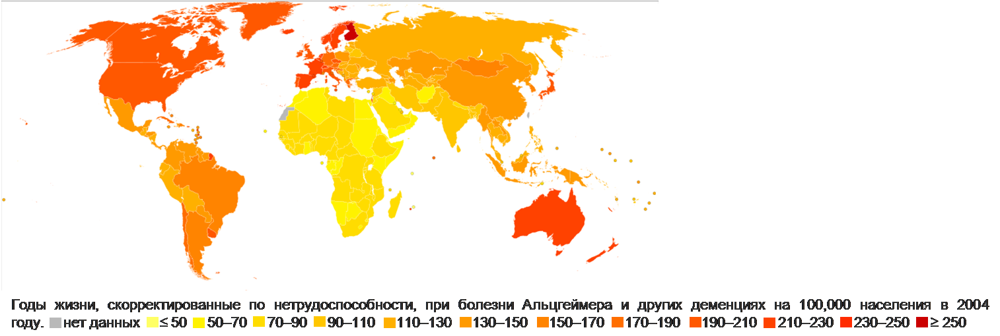 Годы жизни, скорректированные по нетрудоспособности, при болезни Альцгеймера и других деменциях на 100,000 населения в 2004
году. нет данных ≤ 50 50–70 70–90 90–110 110–130 130–150 150–170 170–190 190–210 210–230 230–250 ≥ 250